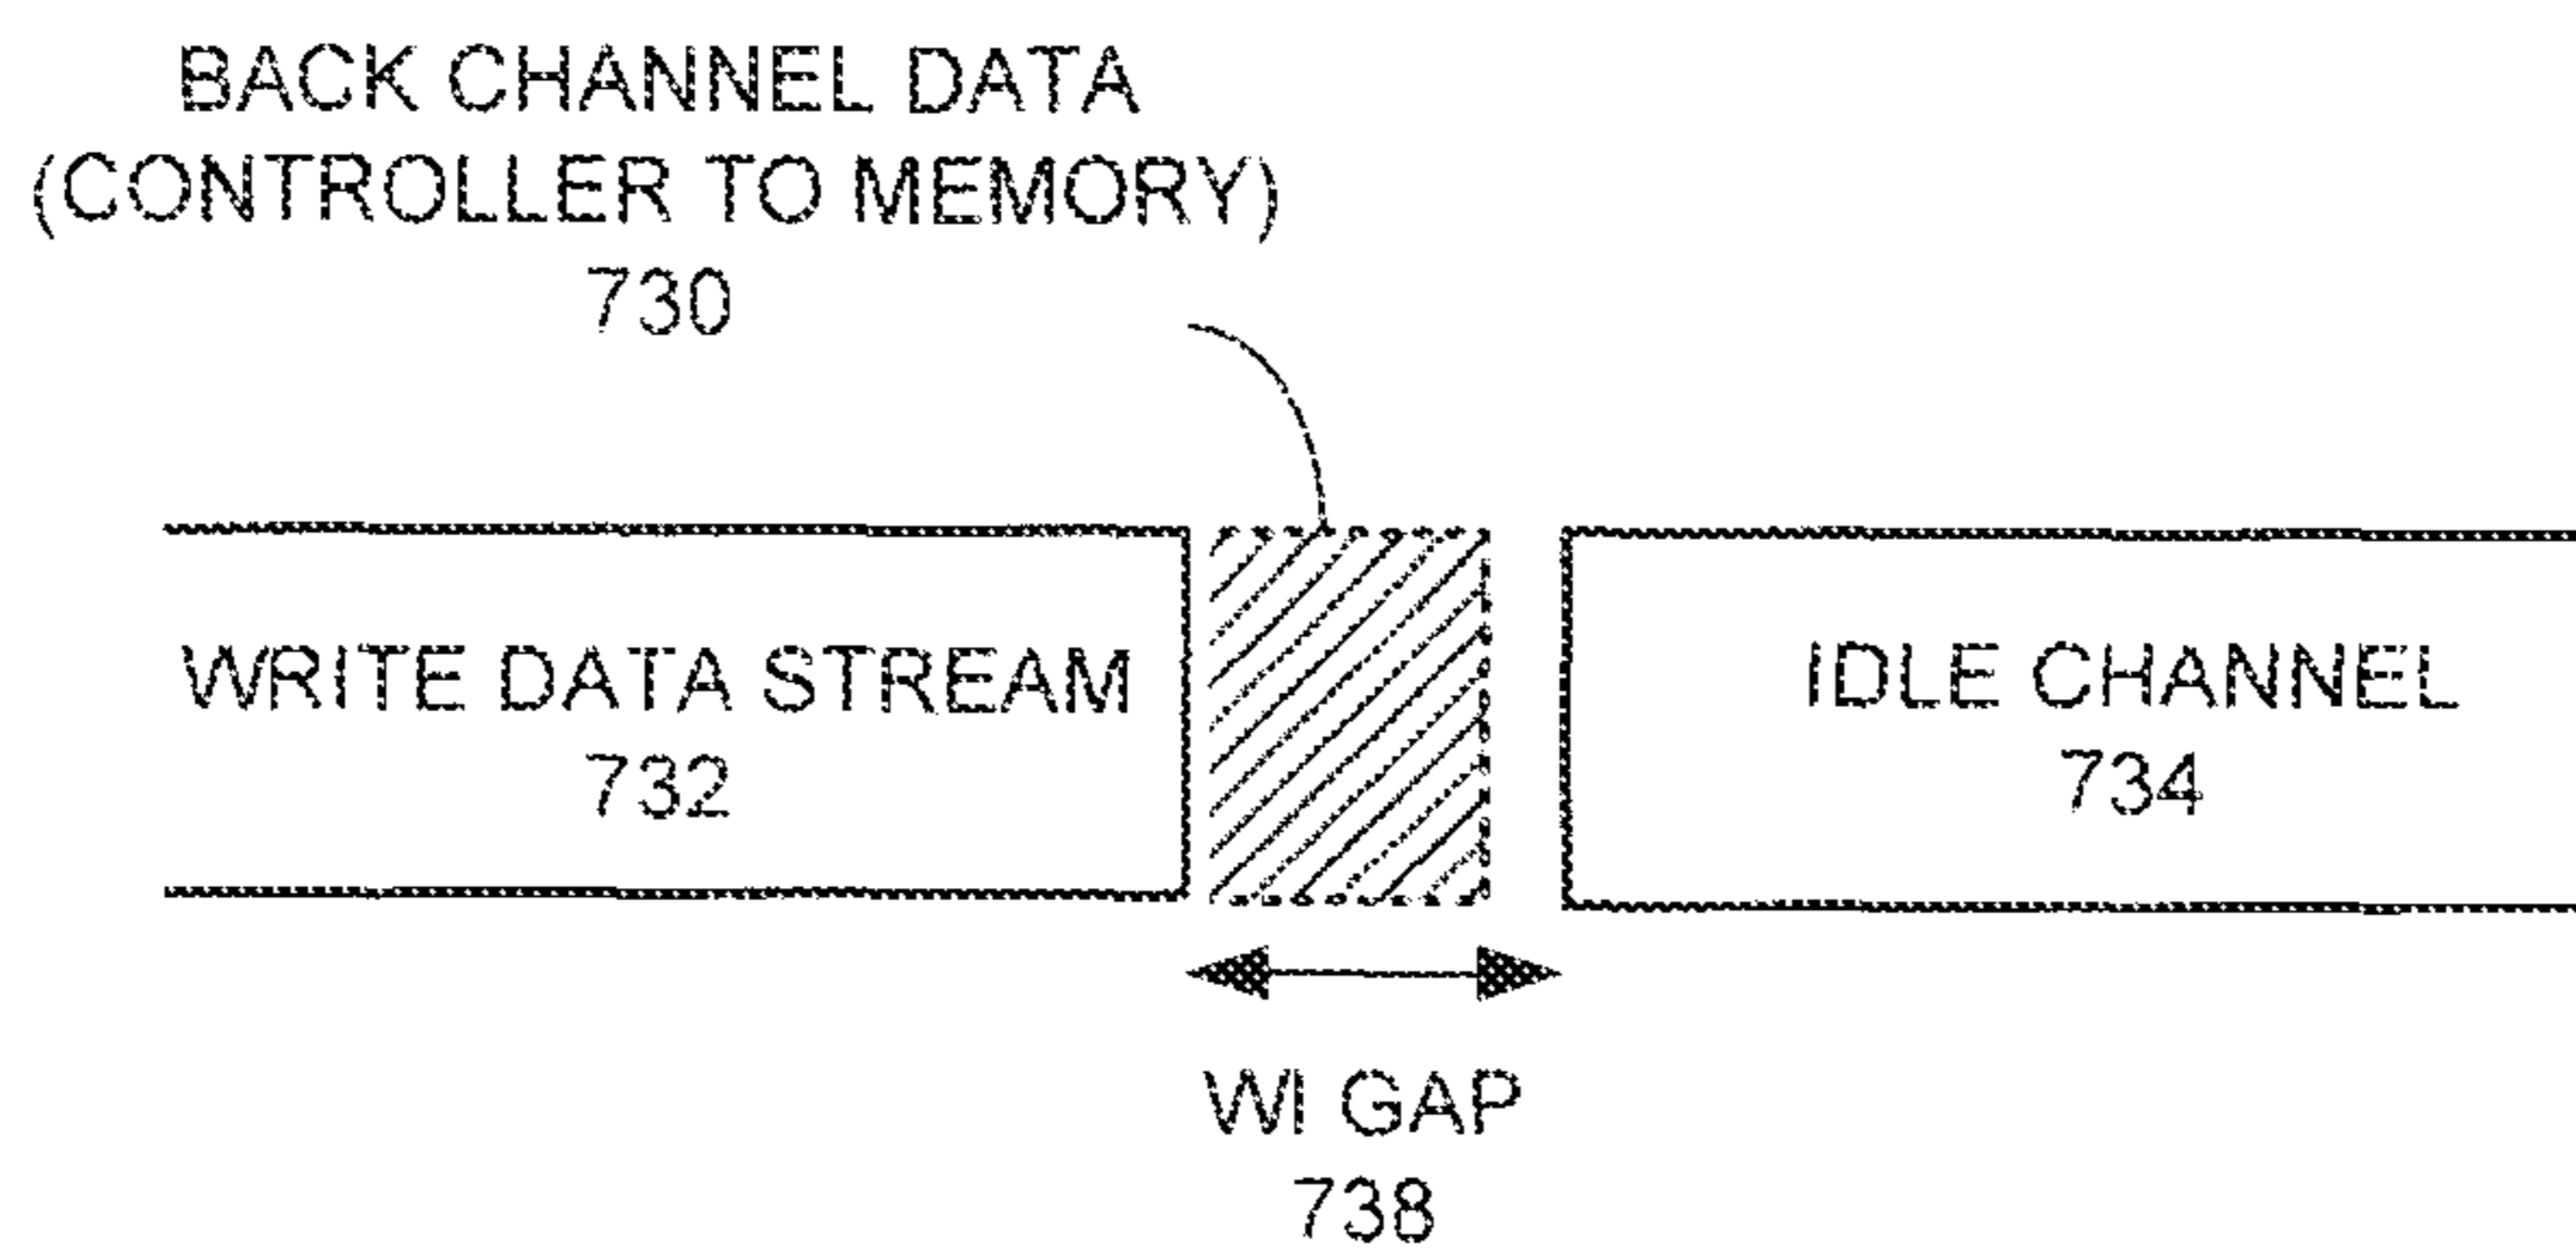 BACK CHANNEL DATA
(CONTROLLER TO MEMORY)
730
WRITE DATA STREAM
732
IDLE CHANNEL
734
WI GAP
738